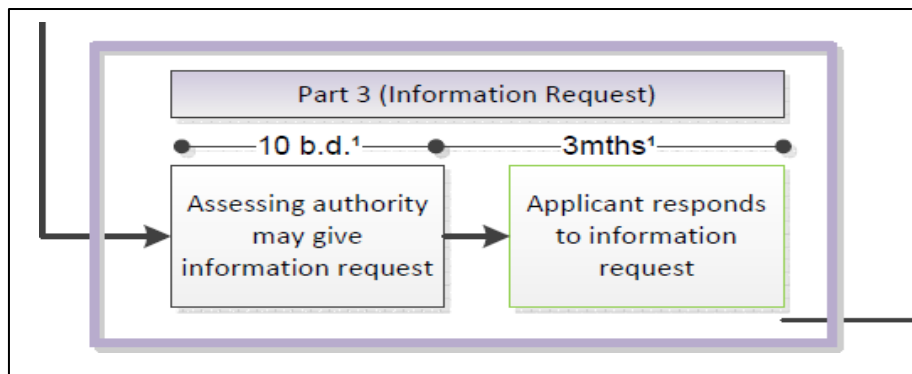 Part 3 (Information Request)
10 b.d.¹
3mths¹
Assessing authority
may give
information request
Applicant responds
to information
request